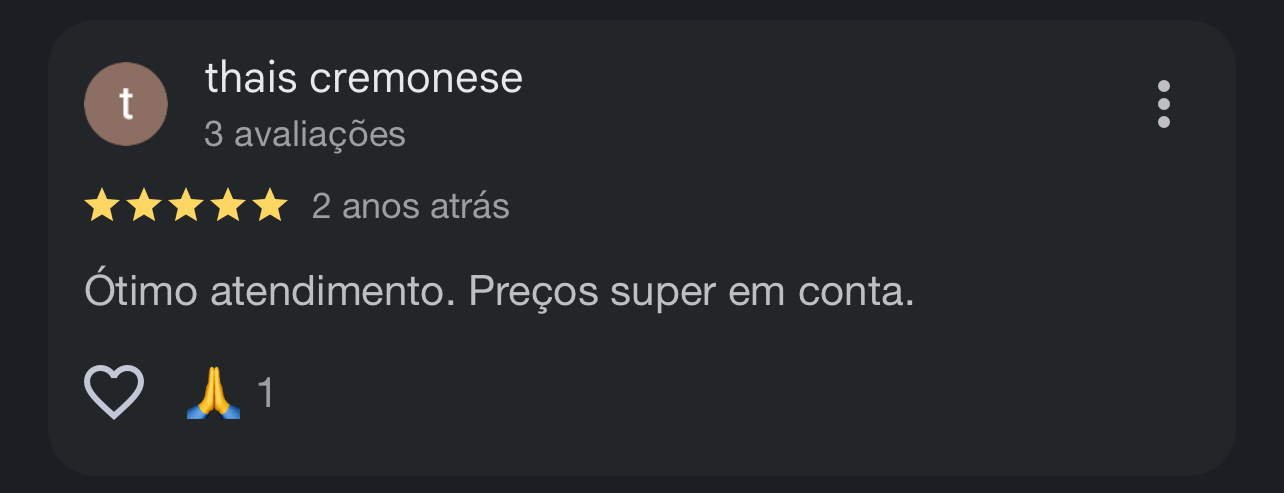 t
thais cremonese
3 avaliações
2 anos atrás
Ótimo atendimento. Preços super em conta.
🙏 1